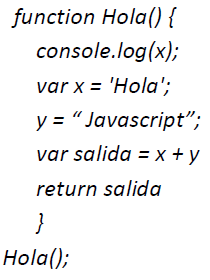 function Hola() {
console.log(x);
var x = 'Hola';
y = “ Javascript”;
var salida = x + y
return salida
}
Hola();